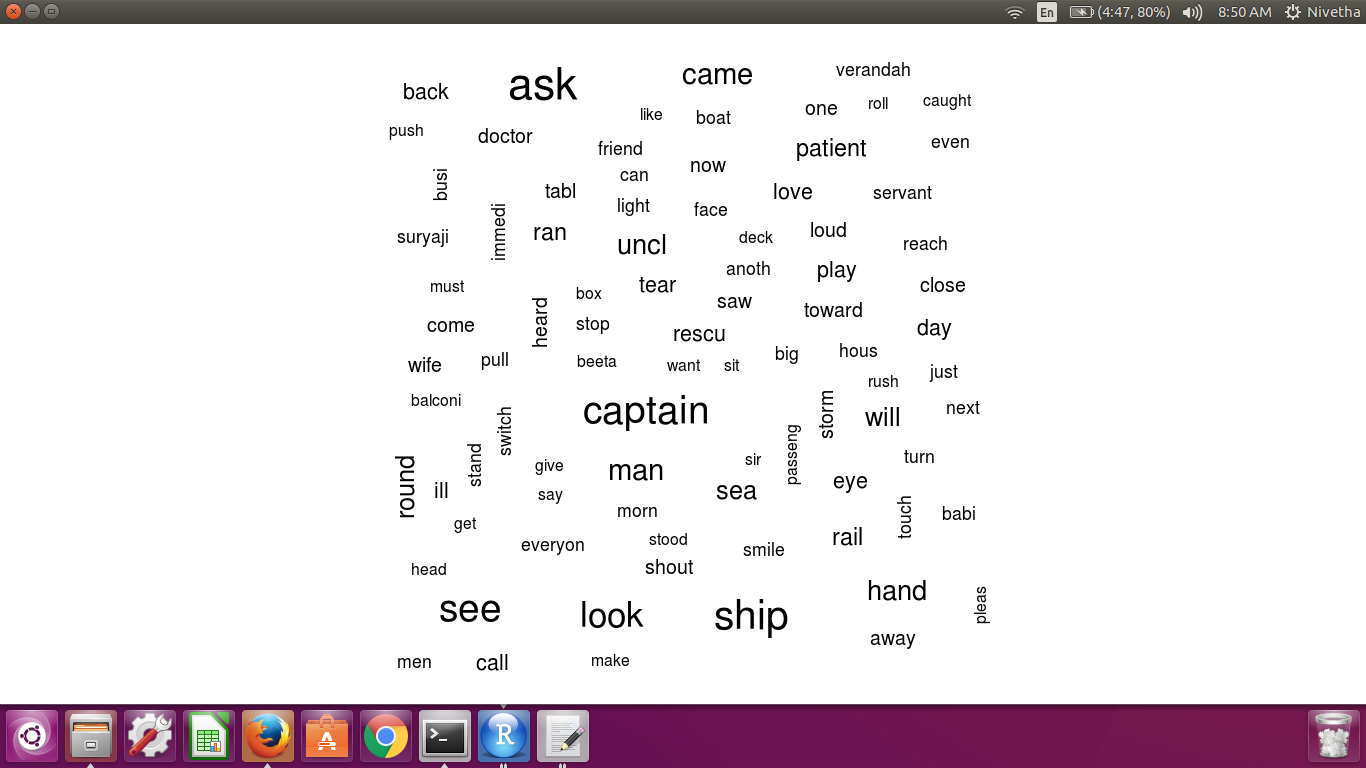 En (4:47, 80%) 8:50 AM Nivetha
back ask came verandah
push like boat one roll caught
doctor friend now patient even
busi tabl can love servant
immedi light face
suryaji ran uncl deck loud reach
must tear anoth play close
come heard box stop saw toward day
rescu
wife pull beeta want sit big hous just
balconi rush next
switch captain storm will
round stand give man sir passeng turn
ill say sea eye
get morn touch babi
everyon stood smile rail
head shout
see look ship hand pleas
away
men call make
A
>_
R